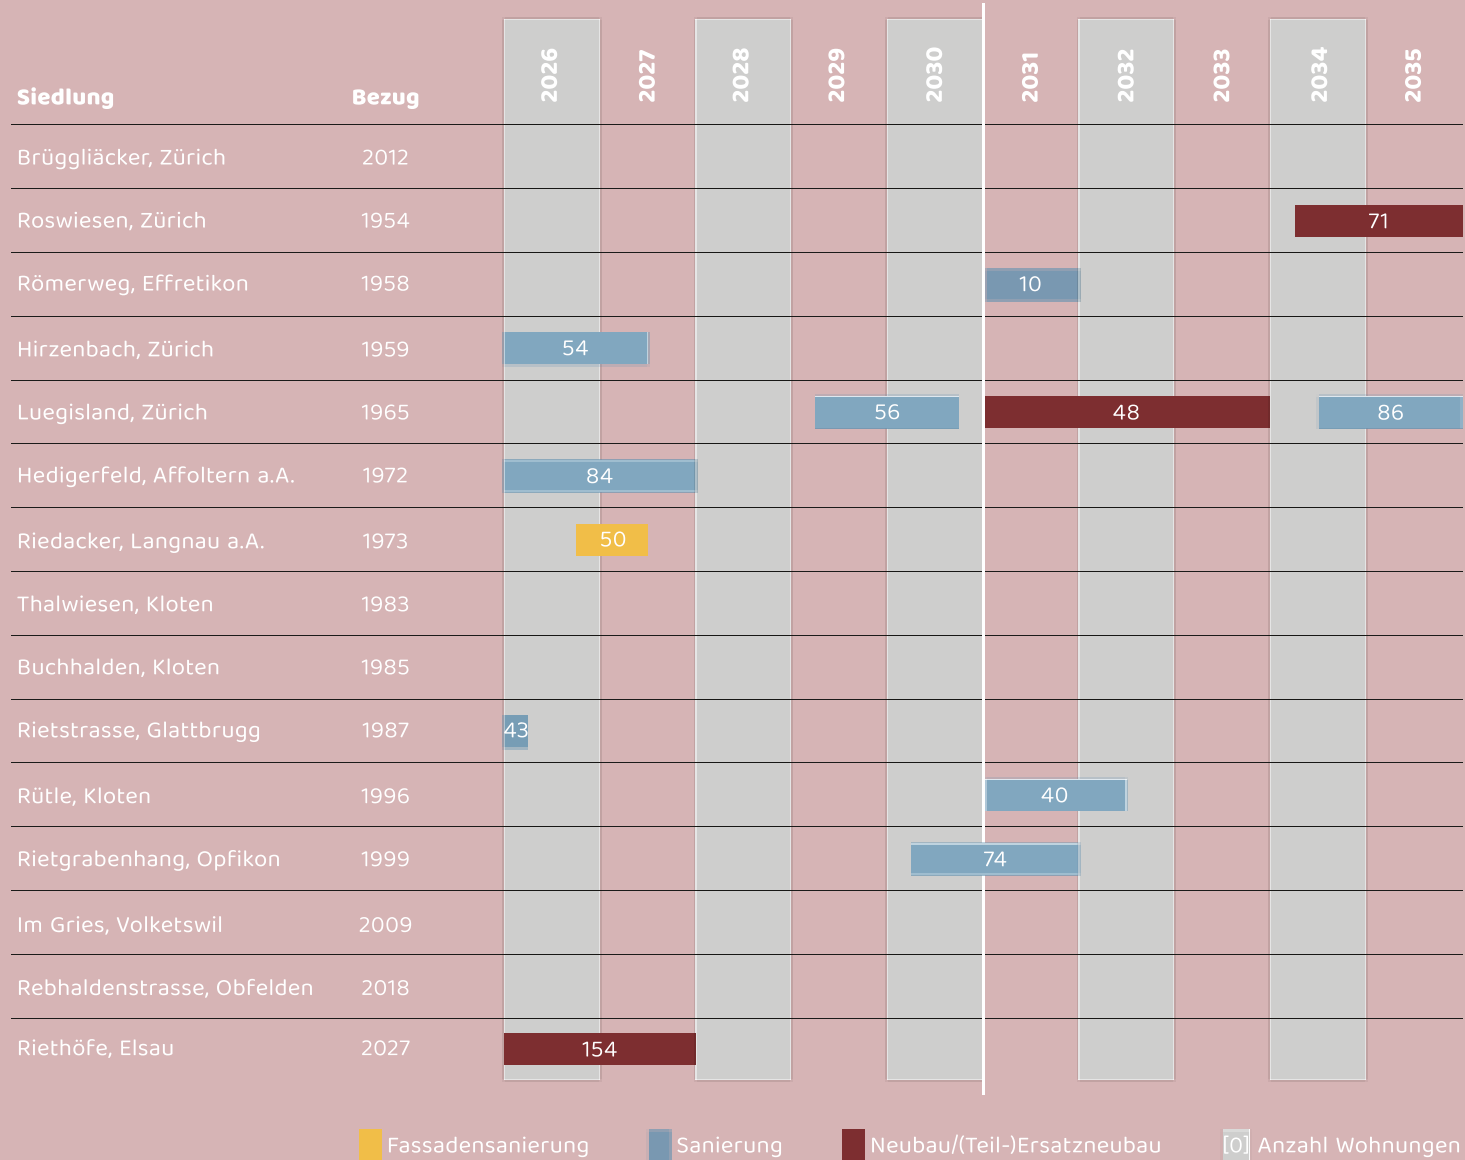 Siedlung Bezug 2026 2027 2028 2029 2030 2031 2032 2033 2034 2035
Brüggliäcker, Zürich 2012
Roswiesen, Zürich 1954 71
Römerweg, Effretikon 1958 10
Hirzenbach, Zürich 1959 54
Luegisland, Zürich 1965 56 48 86
Hedigerfeld, Affoltern a.A. 1972 84
Riedacker, Langnau a.A. 1973 50
Thalwiesen, Kloten 1983
Buchhalden, Kloten 1985
Rietstrasse, Glattbrugg 1987 43
Rütle, Kloten 1996 40
Rietgrabenhang, Opfikon 1999 74
Im Gries, Volketswil 2009
Rebhaldenstrasse, Obfelden 2018
Riethöfe, Elsau 2027 154
Fassadensanierung Sanierung Neubau/(Teil-)Ersatzneubau [0] Anzahl Wohnungen